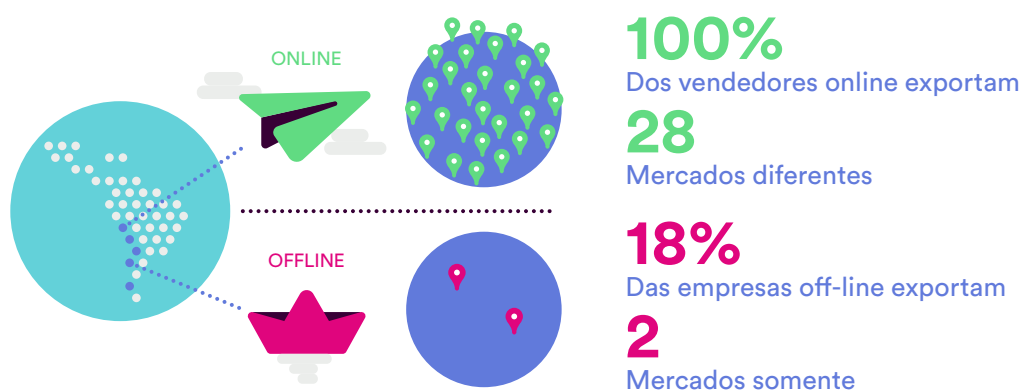 ONLINE
100%
Dos vendedores online exportam
28
Mercados diferentes
OFFLINE
18%
Das empresas off-line exportam
2
Mercados somente